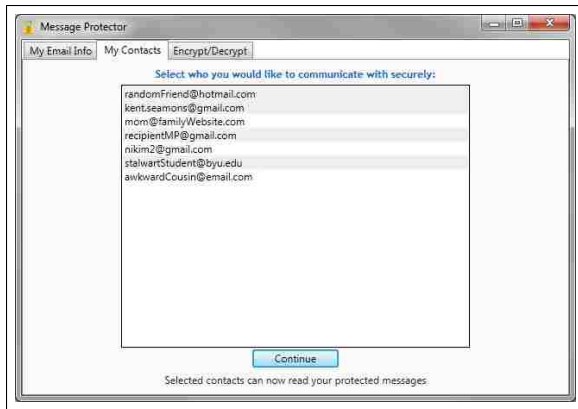 Message Protector
My Email Info My Contacts Encrypt/Decrypt
Select who you would like to communicate with securely:
randomFriend@hotmail.com
kent.seamons@gmail.com
mom@familyWebsite.com
recipientMP@gmail.com
nikim2@gmail.com
stalwartStudent@byu.edu
awkwardCousin@email.com
Continue
Selected contacts can now read your protected messages